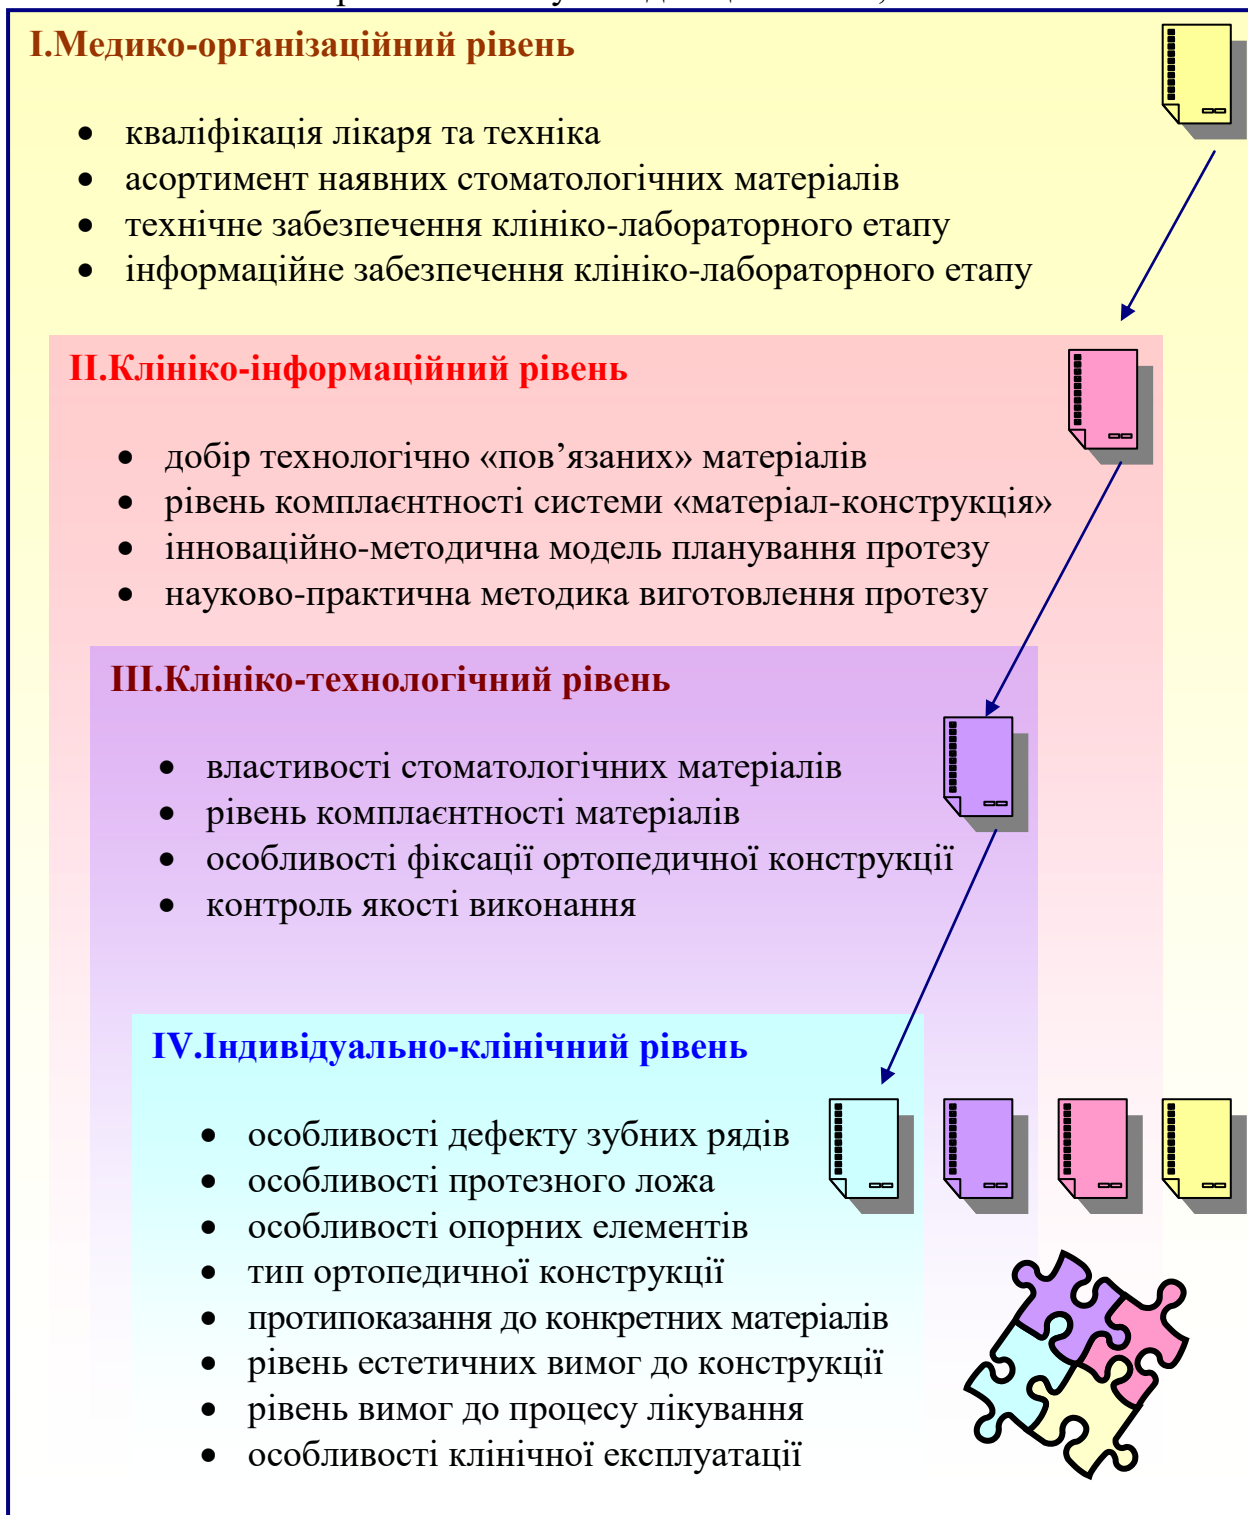 I.Медико-організаційний рівень
• кваліфікація лікаря та техніка
• асортимент наявних стоматологічних матеріалів
• технічне забезпечення клініко-лабораторного етапу
• інформаційне забезпечення клініко-лабораторного етапу
II.Клініко-інформаційний рівень
• добір технологічно «пов’язаних» матеріалів
• рівень комплаєнтності системи «матеріал-конструкція»
• інноваційно-методична модель планування протезу
• науково-практична методика виготовлення протезу
III.Клініко-технологічний рівень
• властивості стоматологічних матеріалів
• рівень комплаєнтності матеріалів
• особливості фіксації ортопедичної конструкції
• контроль якості виконання
IV.Індивідуально-клінічний рівень
• особливості дефекту зубних рядів
• особливості протезного ложа
• особливості опорних елементів
• тип ортопедичної конструкції
• протипоказання до конкретних матеріалів
• рівень естетичних вимог до конструкції
• рівень вимог до процесу лікування
• особливості клінічної експлуатації